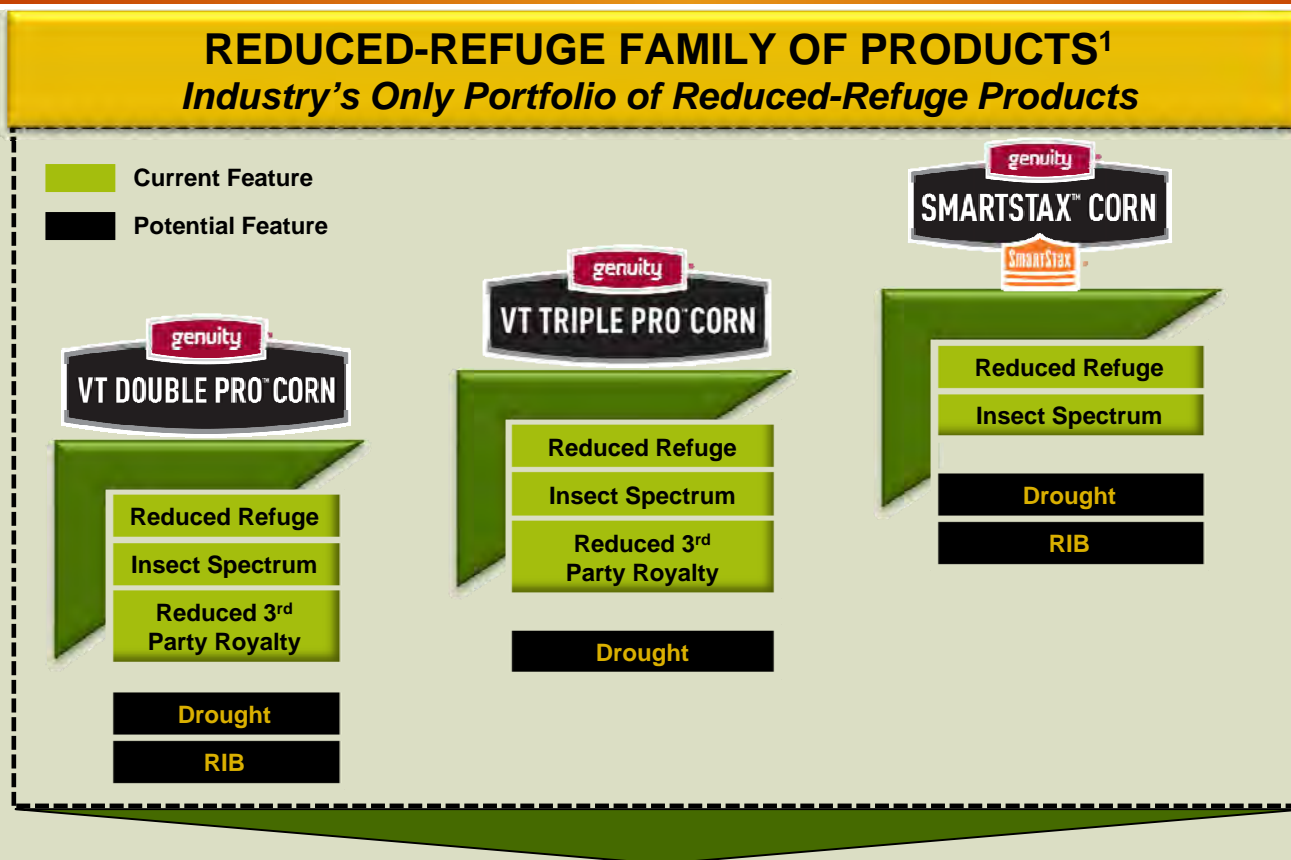 REDUCED-REFUGE FAMILY OF PRODUCTS¹
Industry's Only Portfolio of Reduced-Refuge Products
Current Feature
Potential Feature
genuity
VT DOUBLE PRO™ CORN
Reduced Refuge
Insect Spectrum
Reduced 3rd
Party Royalty
Drought
RIB
genuity
VT TRIPLE PRO™ CORN
Reduced Refuge
Insect Spectrum
Reduced 3rd
Party Royalty
Drought
genuity
SMARTSTAX™ CORN
SmartStax
Reduced Refuge
Insect Spectrum
Drought
RIB